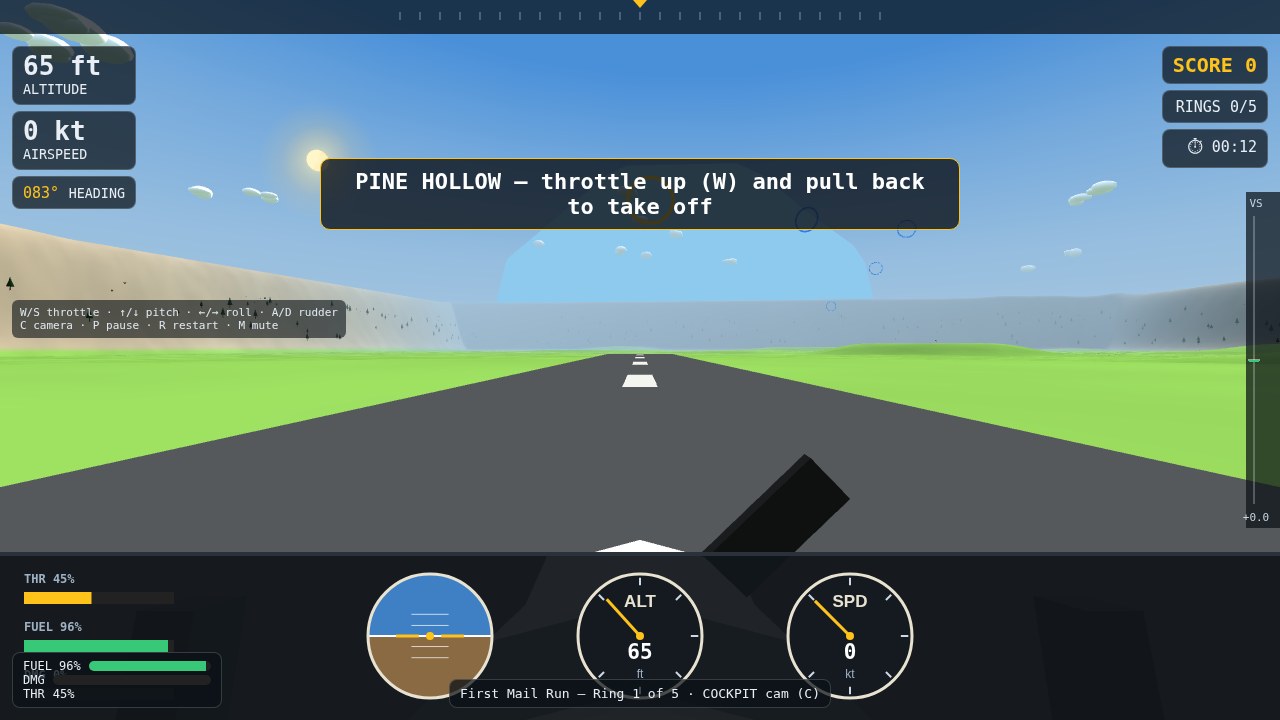 65 ft
ALTITUDE
0 kt
AIRSPEED
083° HEADING
SCORE 0
RINGS 0/5
⏱ 00:12
PINE HOLLOW — throttle up (W) and pull back
to take off
VS
W/S throttle · ↑/↓ pitch · ←/→ roll · A/D rudder
C camera · P pause · R restart · M mute
+0.0
THR 45%
FUEL 96%
FUEL 96%
DMG
THR 45%
ALT
65
ft
SPD
0
kt
First Mail Run — Ring 1 of 5 · COCKPIT cam (C)